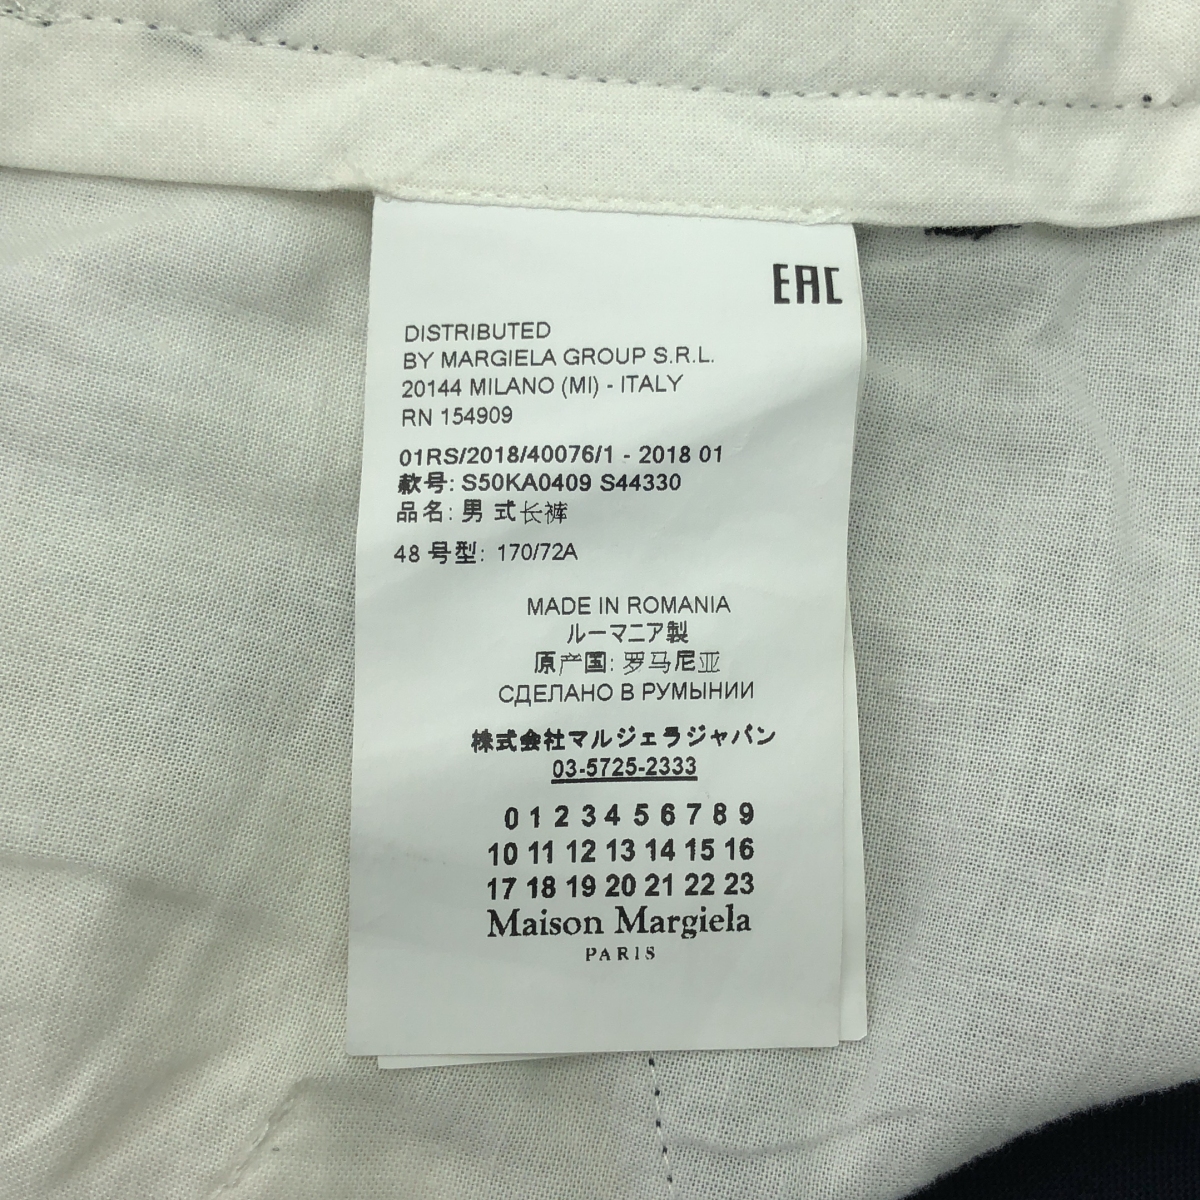 EAC
DISTRIBUTED
BY MARGIELA GROUP S.R.L.
20144 MILANO (MI) - ITALY
RN 154909
01RS/2018/40076/1 - 2018 01
款号: S50KA0409 S44330
品名: 男 式长裤
48 号型: 170/72A
MADE IN ROMANIA
ルーマニア製
原产国: 罗马尼亚
СДЕЛАНО В РУМЫНИИ
株式会社マルジェラジャパン
03-5725-2333
0 1 2 3 4 5 6 7 8 9
10 11 12 13 14 15 16
17 18 19 20 21 22 23
Maison Margiela
PARIS